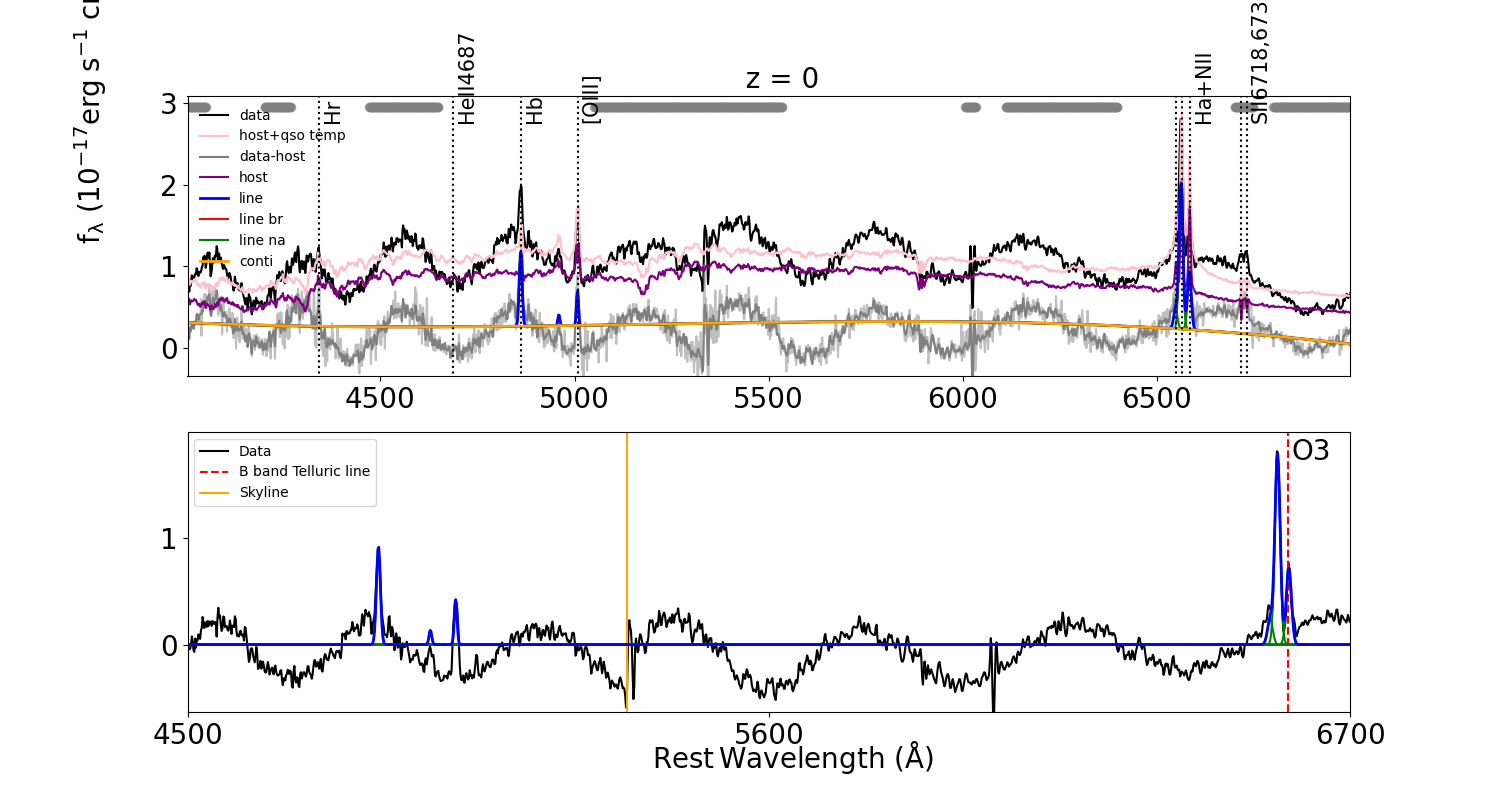 z = 0
f_λ (10^−17 erg s^−1 c
Hr
HeII4687
Hb
[OIII]
Ha+NII
SII6718,673
3
2
1
0
data
host+qso temp
data-host
host
line
line br
line na
conti
4500
5000
5500
6000
6500
Data
B band Telluric line
Skyline
O3
1
0
4500
5600
6700
Rest Wavelength (Å)